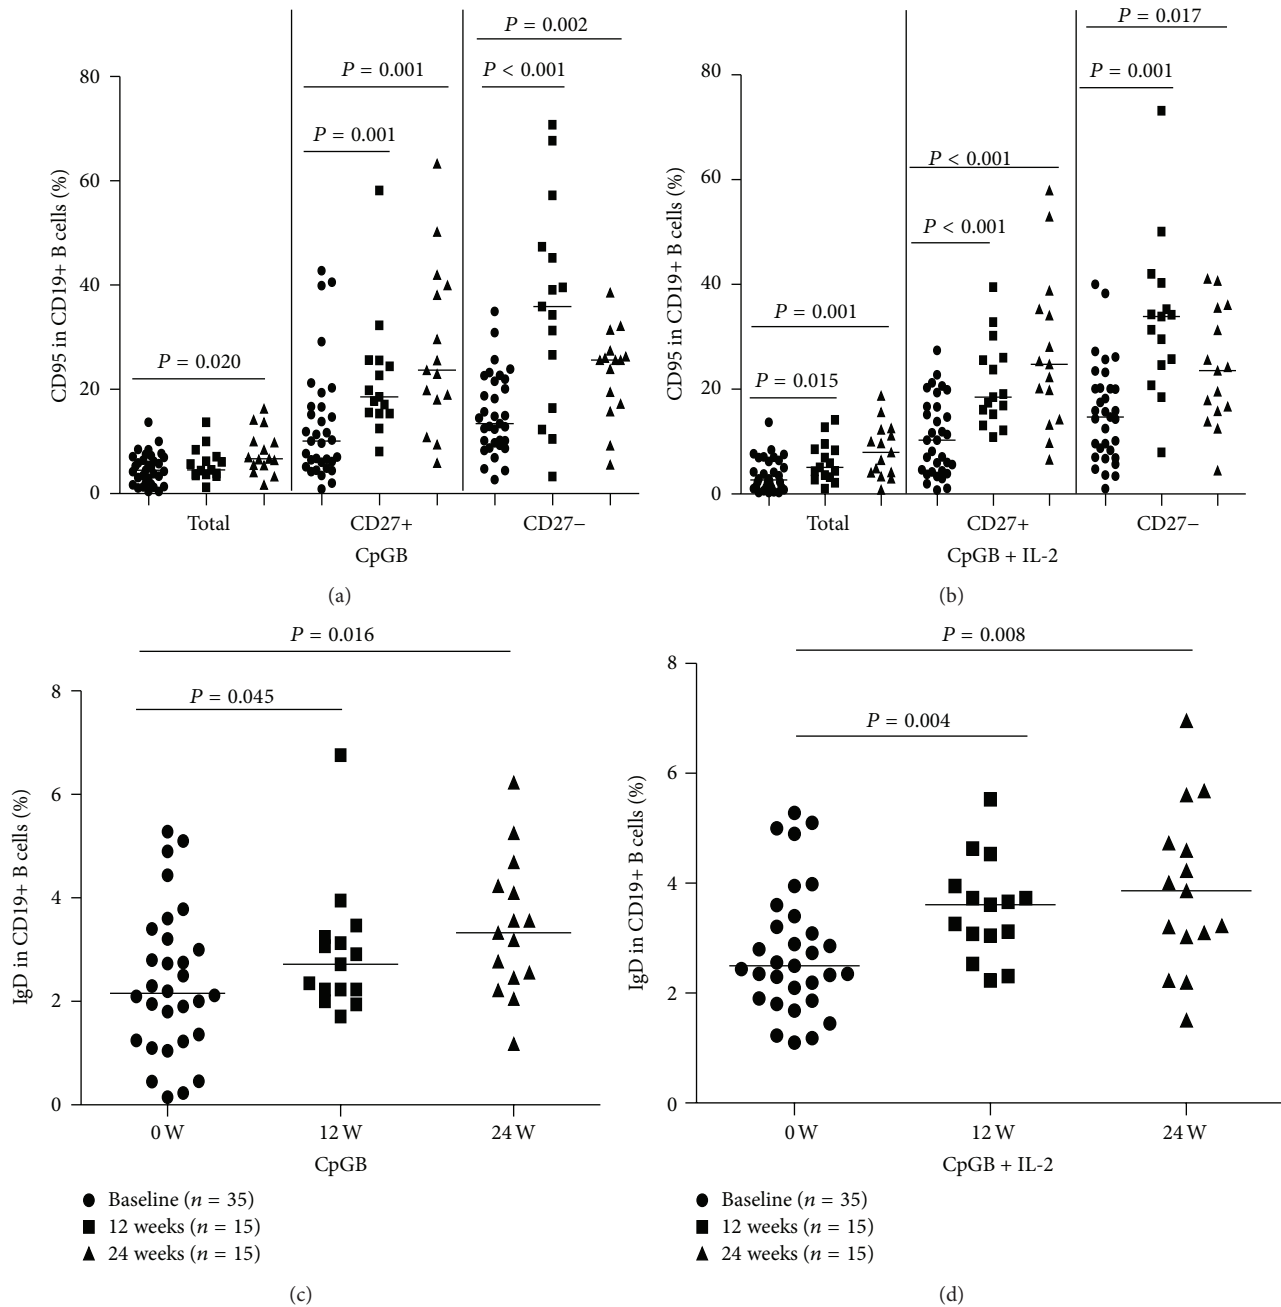 P = 0.002
P = 0.001
P < 0.001
P = 0.001
P = 0.020
80
60
40
20
0
CD95 in CD19+ B cells (%)
Total
CD27+
CD27−
CpGB
(a)
P = 0.017
P = 0.001
P < 0.001
P < 0.001
P = 0.001
P = 0.015
80
60
40
20
0
CD95 in CD19+ B cells (%)
Total
CD27+
CD27−
CpGB + IL-2
(b)
P = 0.016
P = 0.045
8
6
4
2
0
IgD in CD19+ B cells (%)
0 W
12 W
24 W
CpGB
Baseline (n = 35)
12 weeks (n = 15)
24 weeks (n = 15)
(c)
P = 0.008
P = 0.004
8
6
4
2
0
IgD in CD19+ B cells (%)
0 W
12 W
24 W
CpGB + IL-2
Baseline (n = 35)
12 weeks (n = 15)
24 weeks (n = 15)
(d)